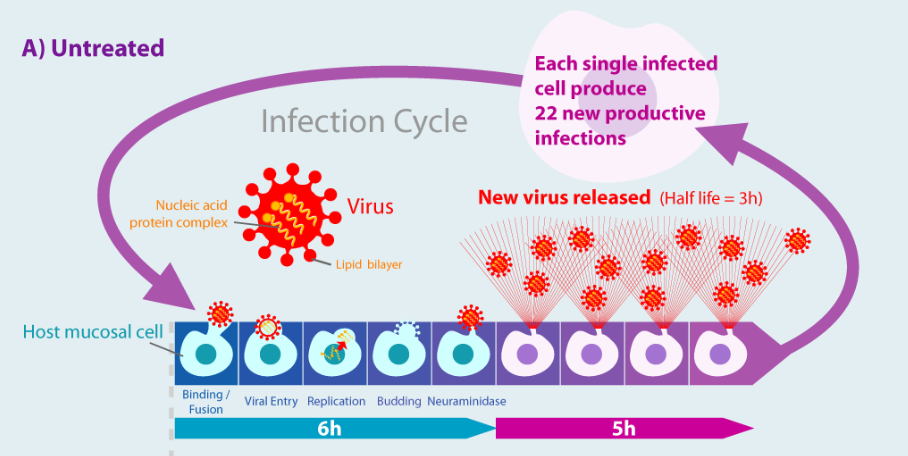 A) Untreated
Each single infected
cell produce
22 new productive
infections
Infection Cycle
Nucleic acid
protein complex
Virus
Lipid bilayer
New virus released (Half life = 3h)
Host mucosal cell
Binding /
Fusion
Viral Entry
Replication
Budding
Neuraminidase
6h
5h